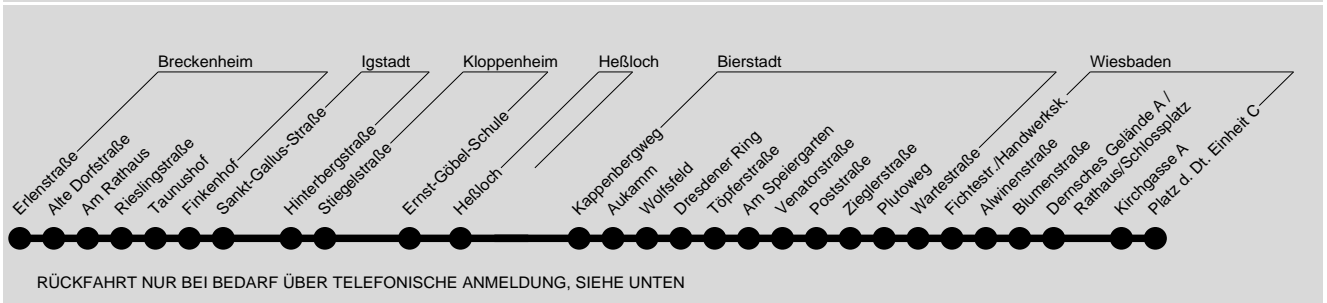 Breckenheim
Igstadt
Kloppenheim
Heßloch
Bierstadt
Wiesbaden
Erlenstraße
Alte Dorfstraße
Am Rathaus
Rieslingstraße
Taunushof
Finkenhof
Sankt-Gallus-Straße
Hinterbergstraße
Stiegelstraße
Ernst-Göbel-Schule
Heßloch
Kappenbergweg
Aukamm
Wolfsfeld
Dresdener Ring
Töpferstraße
Am Speiergarten
Venatorstraße
Poststraße
Zieglerstraße
Plutoweg
Wartestraße
Fichtestr./Handwerksk.
Alwinenstraße
Blumenstraße
Dernsches Gelände A /
Rathaus/Schlossplatz
Kirchgasse A
Platz d. Dt. Einheit C
RÜCKFAHRT NUR BEI BEDARF ÜBER TELEFONISCHE ANMELDUNG, SIEHE UNTEN